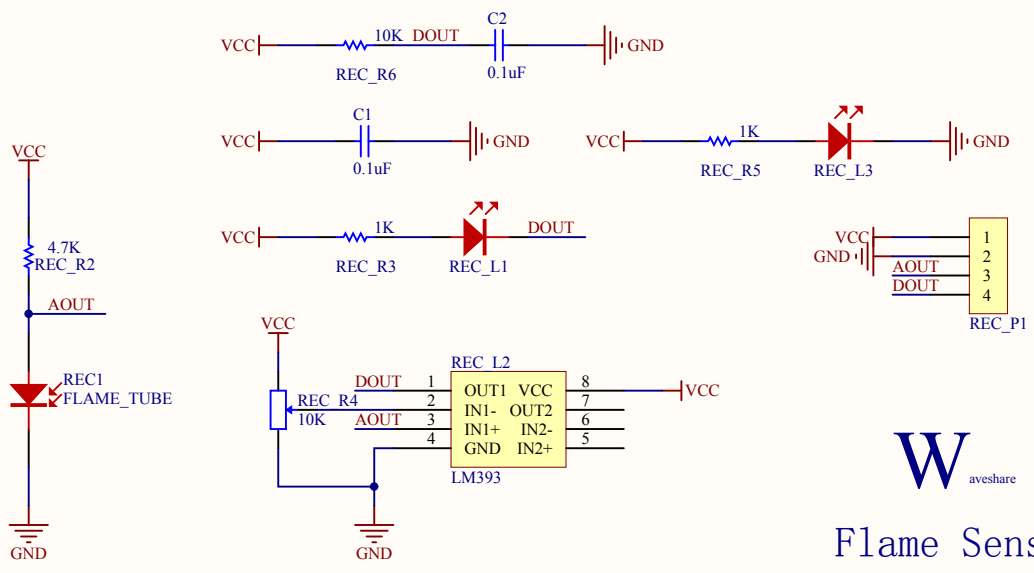 C2
VCC 10K DOUT GND
REC_R6 0.1uF
C1
VCC GND
0.1uF
VCC 1K GND
REC_R5 REC_L3
VCC
4.7K
REC_R2
AOUT
REC1
FLAME_TUBE
GND
VCC 1K DOUT
REC_R3 REC_L1
VCC 1
GND 2
AOUT 3
DOUT 4
REC_P1
VCC
REC_R4
10K
REC_L2
DOUT 1 OUT1 VCC 8 VCC
2 IN1- OUT2 7
AOUT 3 IN1+ IN2- 6
4 GND IN2+ 5
LM393
GND
Waveshare
Flame Sens